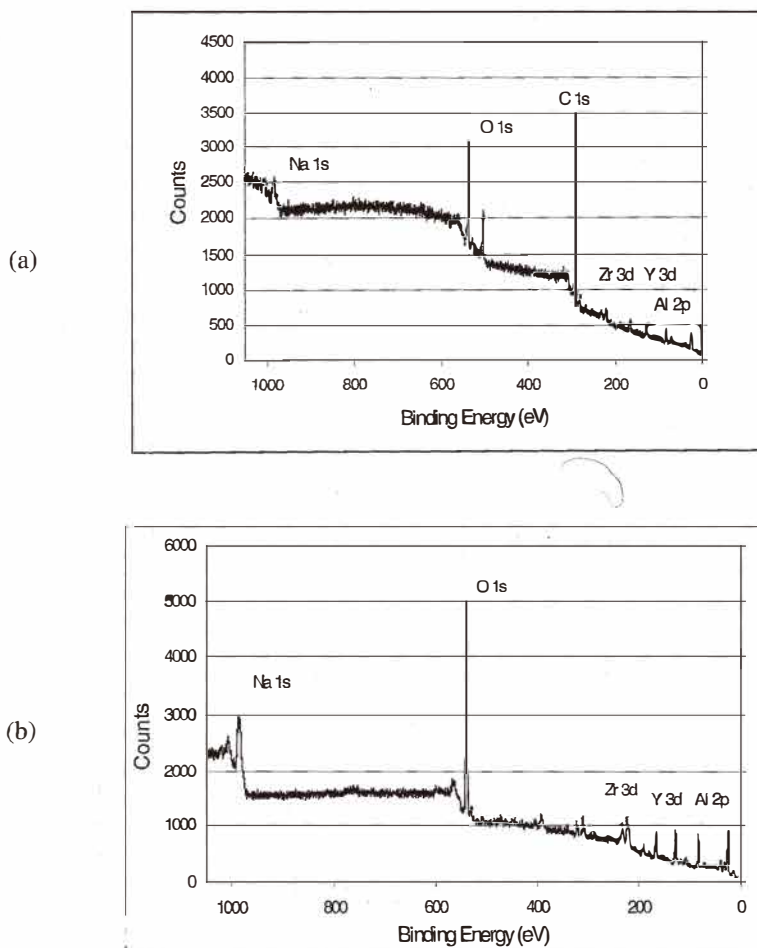 (a)
Counts
4500
4000
3500
3000
2500
2000
1500
1000
500
0
Na 1s
O 1s
C 1s
Zr 3d Y 3d
Al 2p
1000 800 600 400 200 0
Binding Energy (eV)
(b)
Counts
6000
5000
4000
3000
2000
1000
0
Na 1s
O 1s
Zr 3d
Y 3d
Al 2p
1000 800 600 400 200 0
Binding Energy (eV)